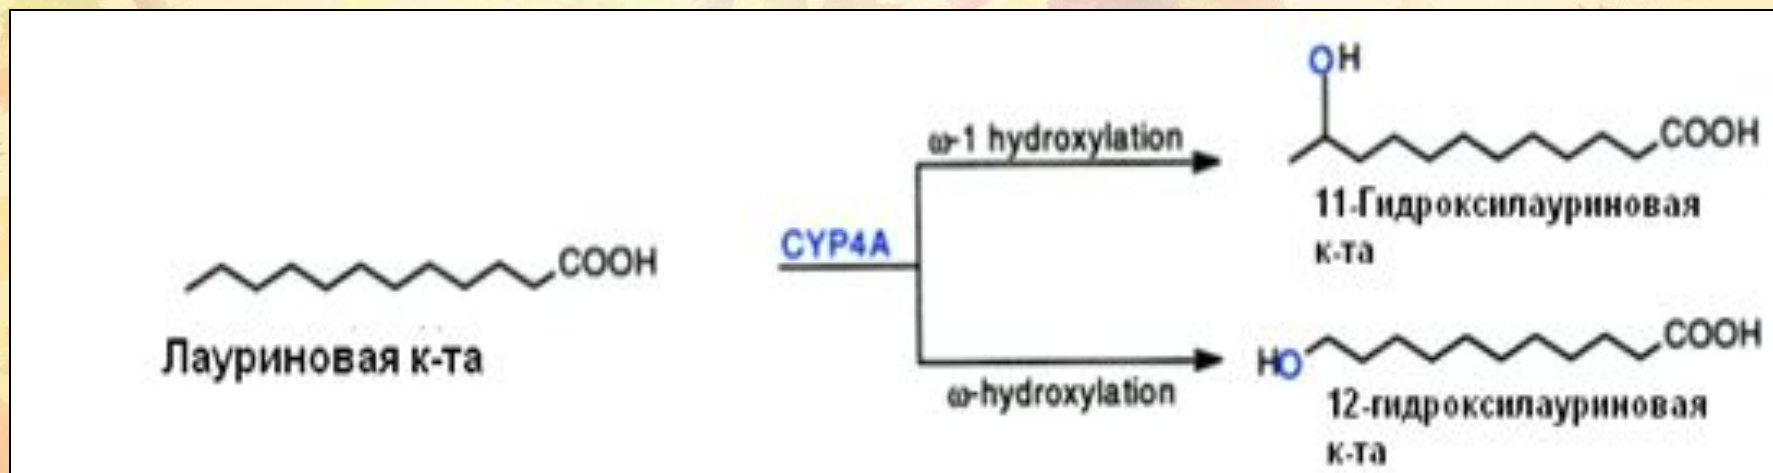 COOH
Лауриновая к-та
CYP4A
ω-1 hydroxylation
ω-hydroxylation
OH
COOH
11-Гидроксилауриновая
к-та
HO
COOH
12-гидроксилауриновая
к-та